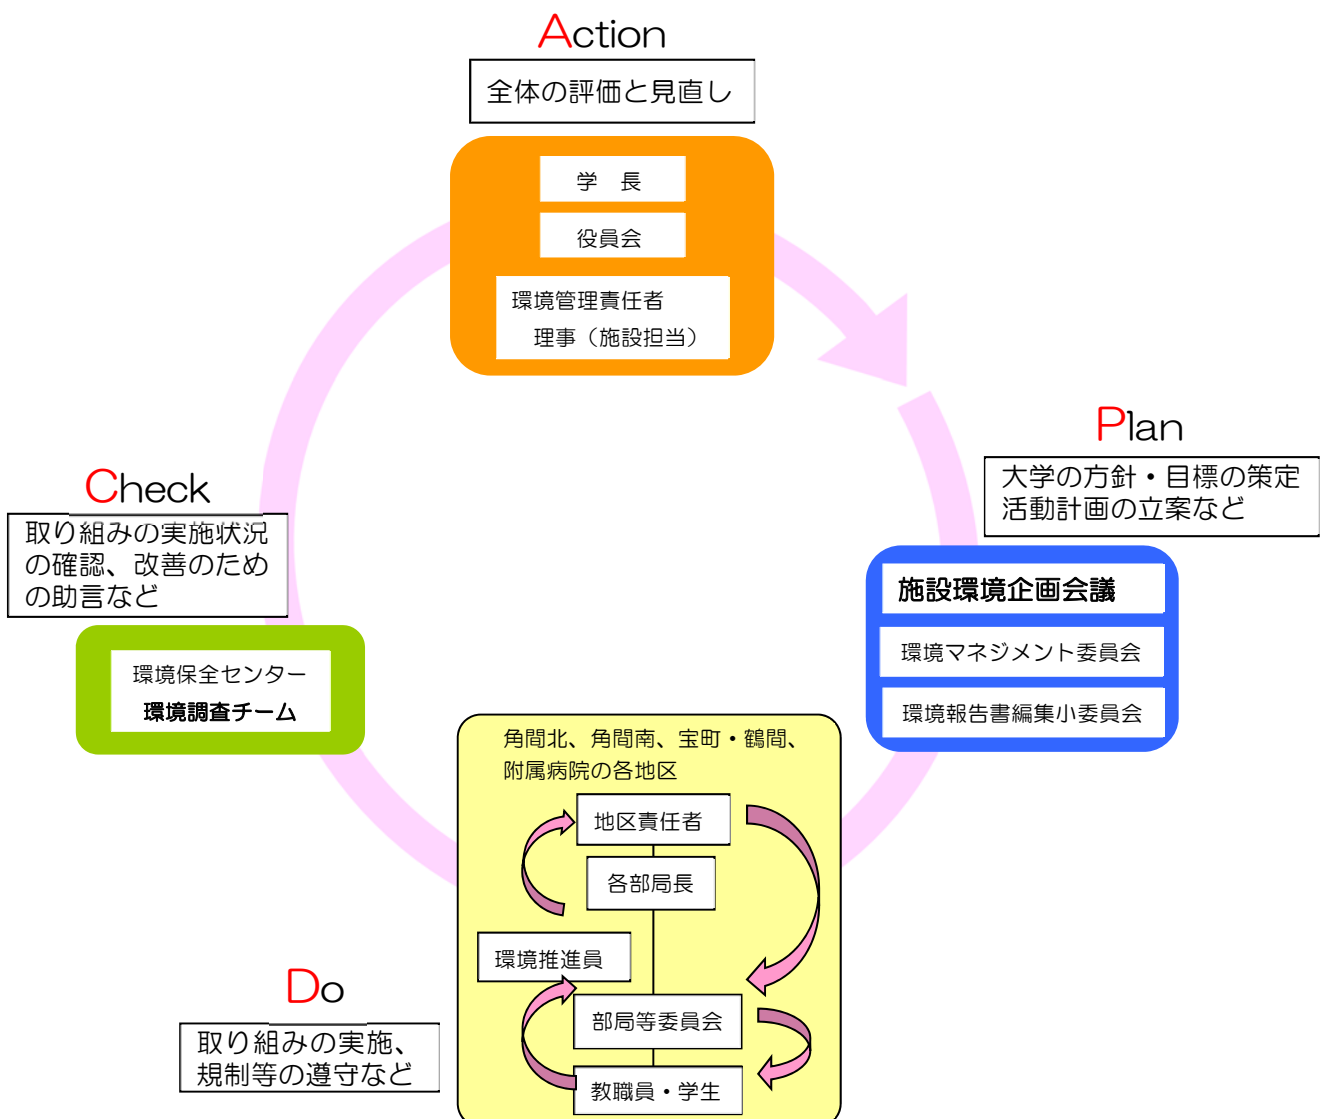 Action
全体の評価と見直し
学　長
役員会
環境管理責任者
理事（施設担当）
Plan
大学の方針・目標の策定
活動計画の立案など
施設環境企画会議
環境マネジメント委員会
環境報告書編集小委員会
Check
取り組みの実施状況
の確認、改善のため
の助言など
環境保全センター
環境調査チーム
角間北、角間南、宝町・鶴間、
附属病院の各地区
地区責任者
各部局長
環境推進員
部局等委員会
教職員・学生
Do
取り組みの実施、
規制等の遵守など